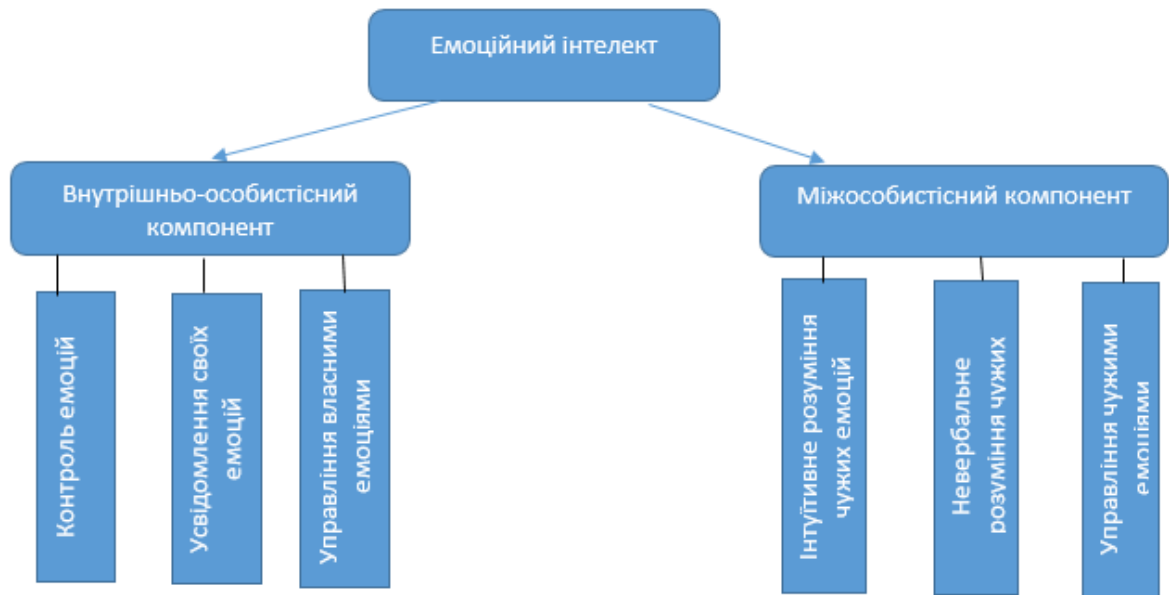 Емоційний інтелект
Внутрішньо-особистісний
компонент
Міжособистісний компонент
Контроль емоцій
Усвідомлення своїх
емоцій
Управління власними
емоціями
Інтуїтивне розуміння
чужих емоцій
Невербальне
розуміння чужих
Управління чужими
емоціями